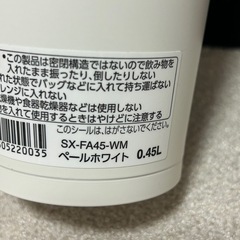 •この製品は密閉構造ではないので飲み物を
入れたまま振ったり、倒したりしない
れた状態でバッグなどに入れて持ち運ばない
レンジに入れない
燥機や食器乾燥器などは使用しない
飲み物を入れて使用するときはやけどに注意する
このシールは、はがさないでください。
SX-FA45-WM
ペールホワイト 0.45L
05220035